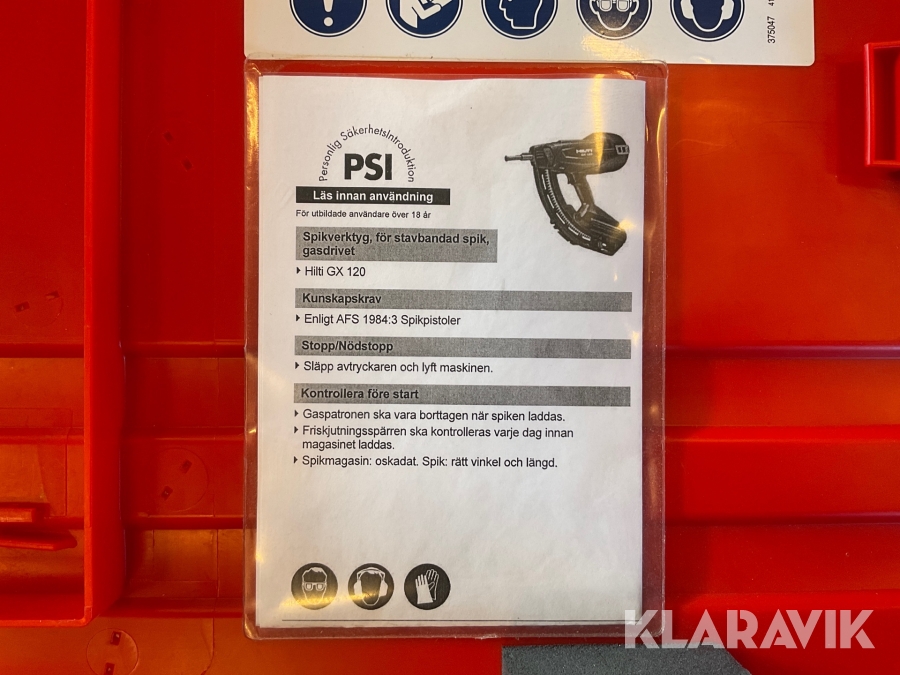 375047
Personlig SäkerhetsIntroduktion
PSI
Läs innan användning
För utbildade användare över 18 år
HILTI
Spikverktyg, för stavbandad spik,
gasdrivet
Hilti GX 120
Kunskapskrav
Enligt AFS 1984:3 Spikpistoler
Stopp/Nödstopp
Släpp avtryckaren och lyft maskinen.
Kontrollera före start
Gaspatronen ska vara borttagen när spiken laddas.
Friskjutningsspärren ska kontrolleras varje dag innan
magasinet laddas.
Spikmagasin: oskadat. Spik: rätt vinkel och längd.
KLARAVIK